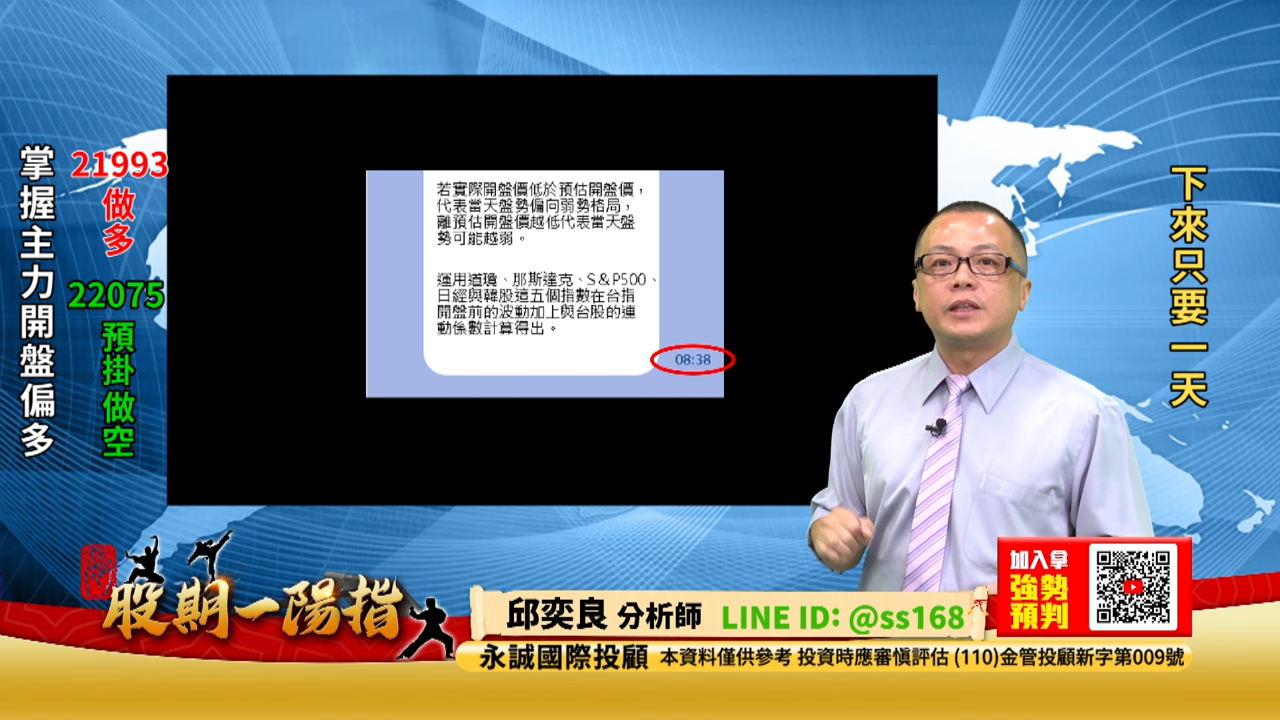 掌握主力開盤偏多
21993
做多
22075
預掛做空
若實際開盤價低於預估開盤價，
代表當天盤勢偏向弱勢格局，
離預估開盤價越低代表當天盤
勢可能越弱。
運用道瓊、那斯達克、S&P500、
日經與韓股這五個指數在台指
開盤前的波動加上與台股的連
動係數計算得出。
08:38
下來只要一天
股期一陽指
邱奕良 分析師 LINE ID: @ss168
加入拿
強勢
預判
永誠國際投顧 本資料僅供參考 投資時應審慎評估 (110)金管投顧新字第009號